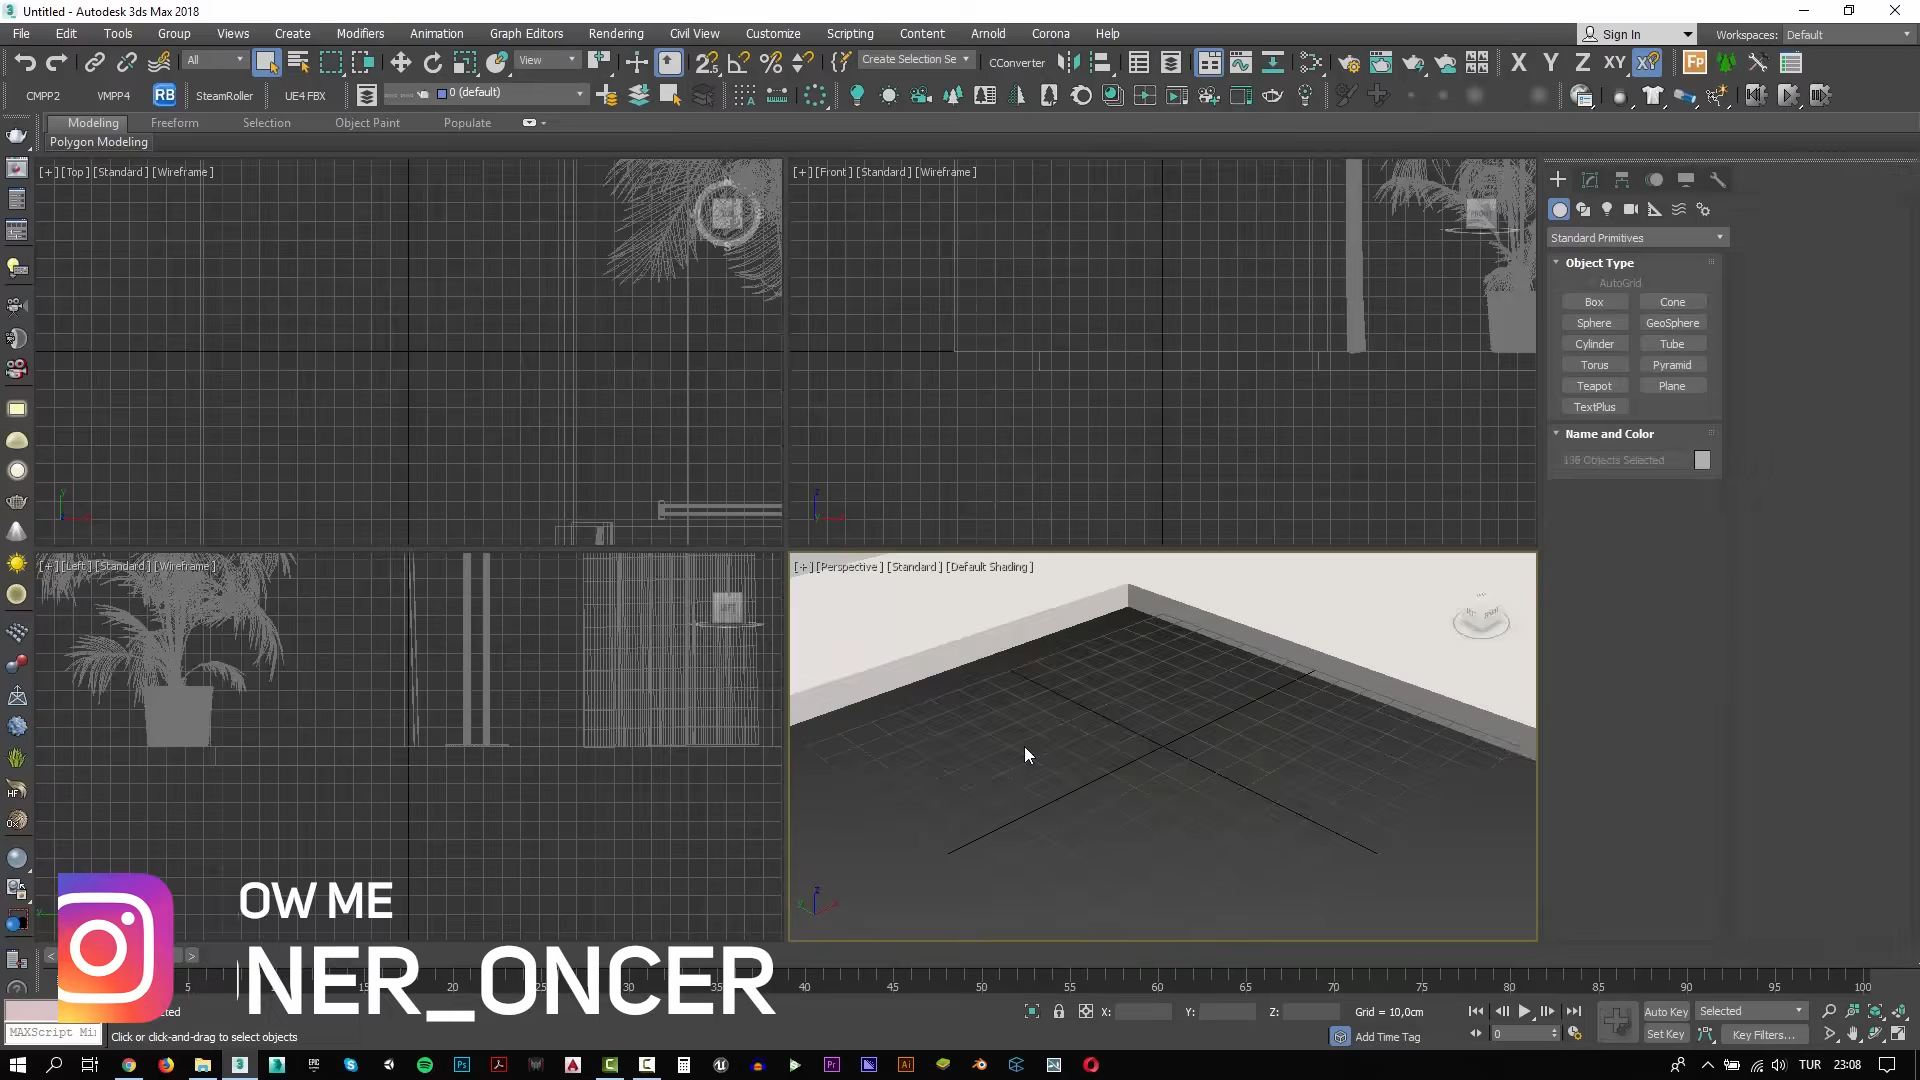 Untitled - Autodesk 3ds Max 2018
File Edit Tools Group Views Create Modifiers Animation Graph Editors Rendering Civil View Customize Scripting Content Arnold Corona Help
Sign In
Workspaces: Default
All
View
Create Selection Se
CConverter
X Y Z XY
CMPP2 VMPP4 RB SteamRoller UE4 FBX
0 (default)
Modeling Freeform Selection Object Paint Populate
Polygon Modeling
[+] [Top] [Standard] [Wireframe]
[+] [Front] [Standard] [Wireframe]
FRONT
Standard Primitives
Object Type
AutoGrid
Box Cone
Sphere GeoSphere
Cylinder Tube
Torus Pyramid
Teapot Plane
TextPlus
Name and Color
136 Objects Selected
[+] [Left] [Standard] [Wireframe]
LEFT
[+] [Perspective] [Standard] [Default Shading]
OW ME
NER_ONCER
5 20 25 30 35 40 45 50 55 60 65 70 75 80 85 90 95 100
X: Y: Z: Grid = 10,0cm
Auto Key Selected
MAXScript Mi
Click or click-and-drag to select objects
Add Time Tag
0
Set Key Key Filters...
TUR 23:08